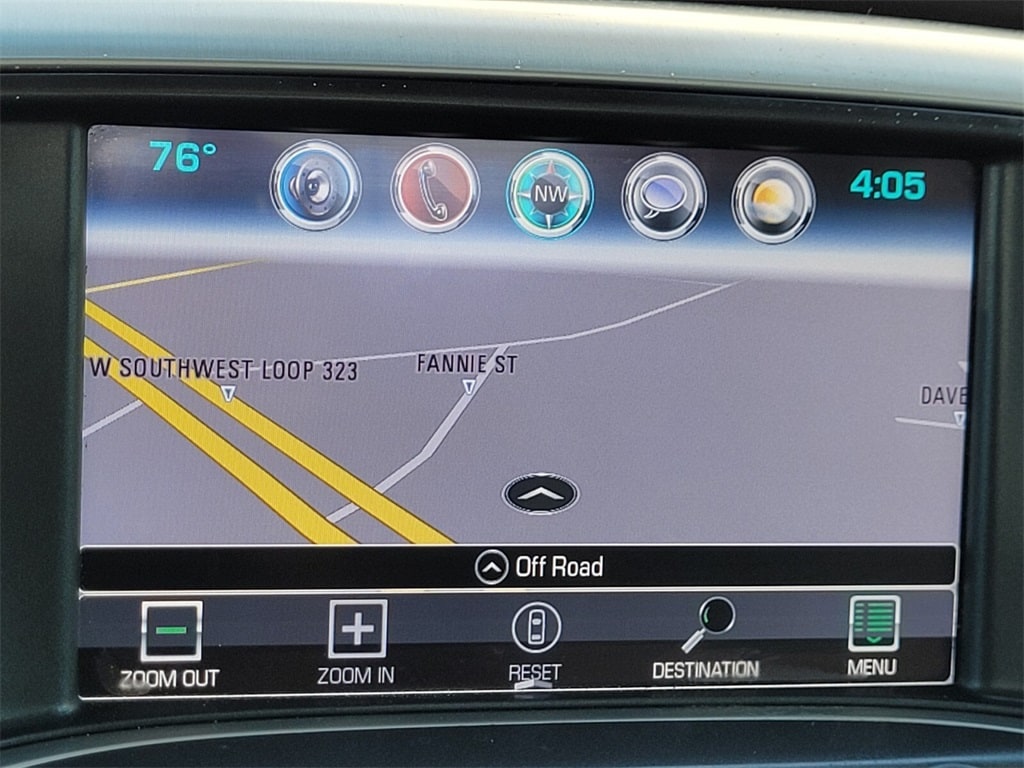 76°
NW
4:05
W SOUTHWEST LOOP 323
FANNIE ST
DAVE
Off Road
ZOOM OUT
ZOOM IN
RESET
DESTINATION
MENU